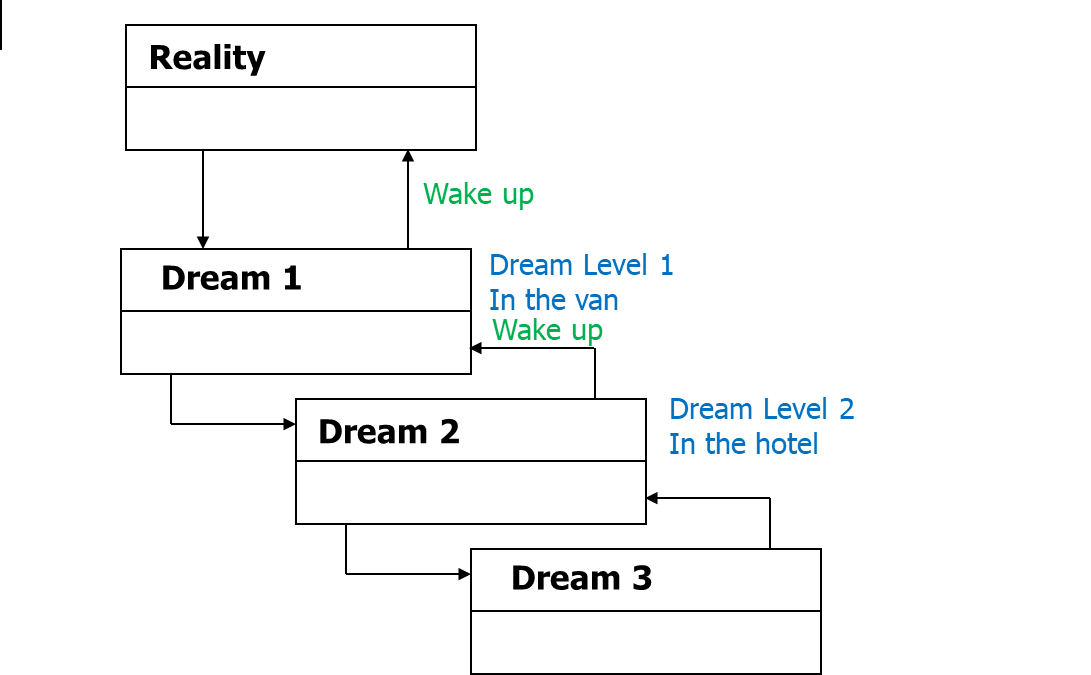 Reality
Wake up
Dream 1
Dream Level 1
In the van
Wake up
Dream 2
Dream Level 2
In the hotel
Dream 3